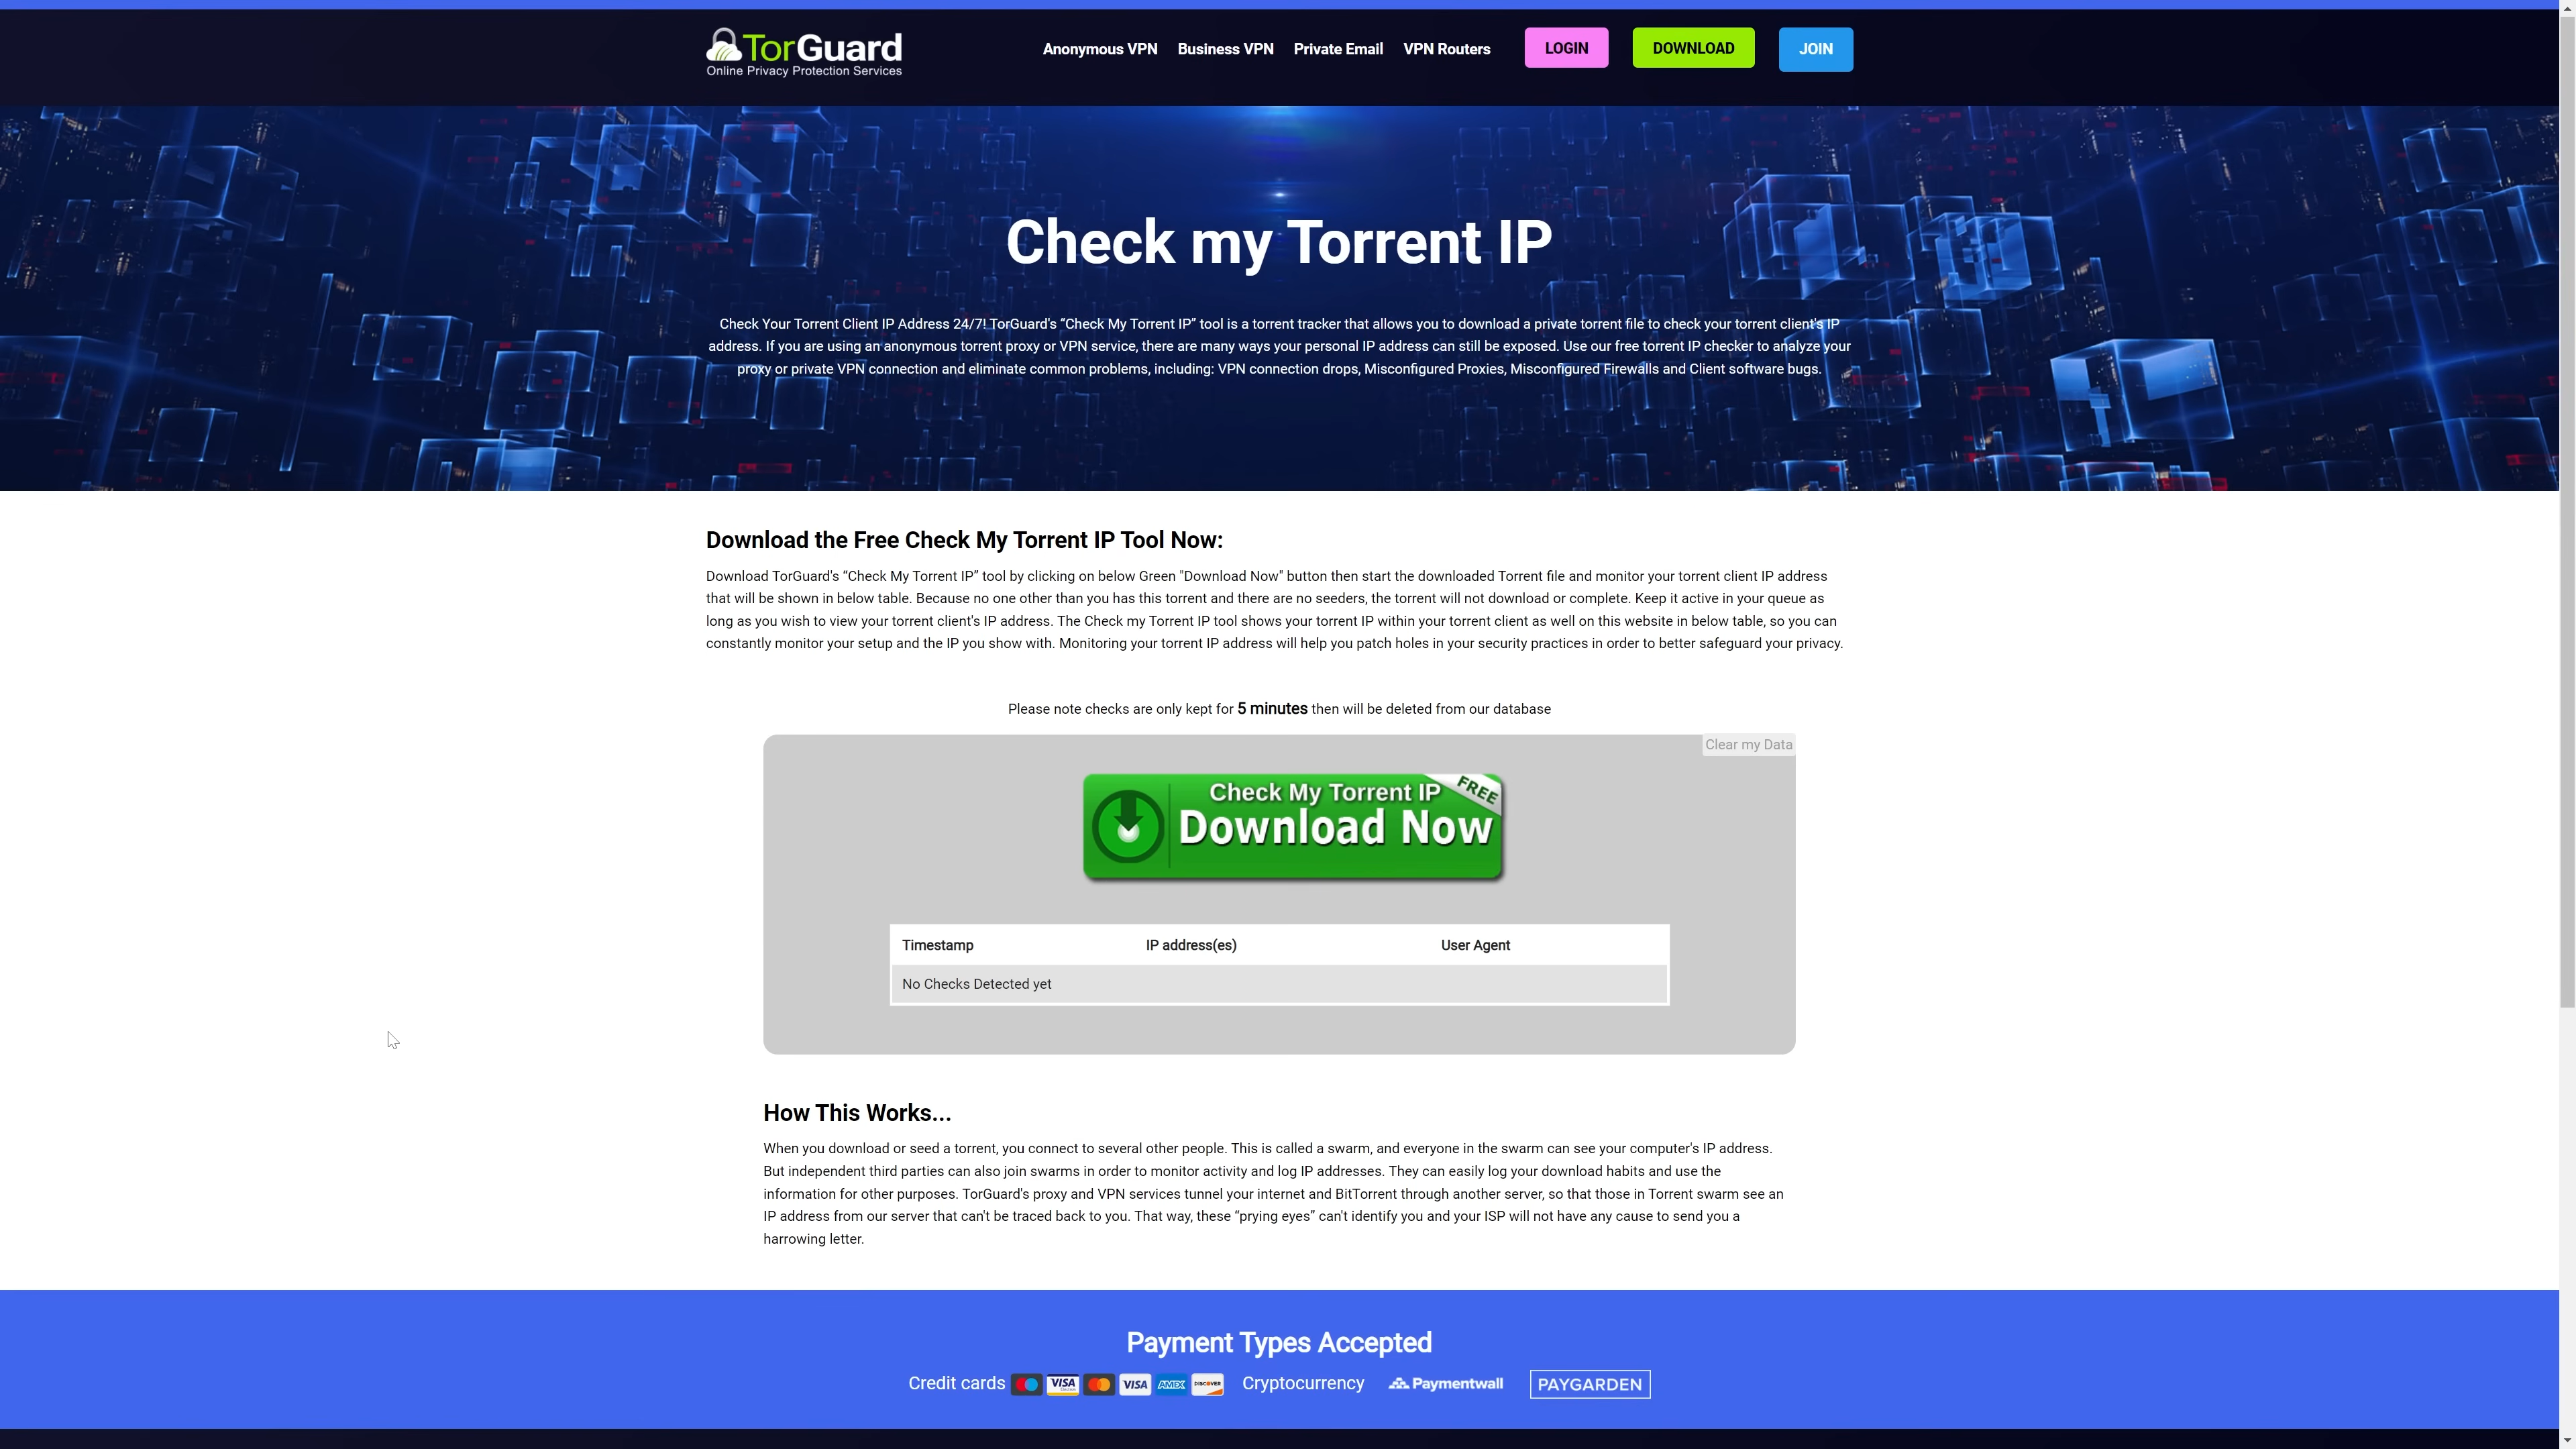 TorGuard
Online Privacy Protection Services
Anonymous VPN Business VPN Private Email VPN Routers LOGIN DOWNLOAD JOIN
Check my Torrent IP
Check Your Torrent Client IP Address 24/7! TorGuard's “Check My Torrent IP” tool is a torrent tracker that allows you to download a private torrent file to check your torrent client's IP
address. If you are using an anonymous torrent proxy or VPN service, there are many ways your personal IP address can still be exposed. Use our free torrent IP checker to analyze your
proxy or private VPN connection and eliminate common problems, including: VPN connection drops, Misconfigured Proxies, Misconfigured Firewalls and Client software bugs.
Download the Free Check My Torrent IP Tool Now:
Download TorGuard's “Check My Torrent IP” tool by clicking on below Green "Download Now" button then start the downloaded Torrent file and monitor your torrent client IP address
that will be shown in below table. Because no one other than you has this torrent and there are no seeders, the torrent will not download or complete. Keep it active in your queue as
long as you wish to view your torrent client's IP address. The Check my Torrent IP tool shows your torrent IP within your torrent client as well on this website in below table, so you can
constantly monitor your setup and the IP you show with. Monitoring your torrent IP address will help you patch holes in your security practices in order to better safeguard your privacy.
Please note checks are only kept for 5 minutes then will be deleted from our database
Clear my Data
Check My Torrent IP FREE
Download Now
Timestamp IP address(es) User Agent
No Checks Detected yet
How This Works...
When you download or seed a torrent, you connect to several other people. This is called a swarm, and everyone in the swarm can see your computer's IP address.
But independent third parties can also join swarms in order to monitor activity and log IP addresses. They can easily log your download habits and use the
information for other purposes. TorGuard's proxy and VPN services tunnel your internet and BitTorrent through another server, so that those in Torrent swarm see an
IP address from our server that can't be traced back to you. That way, these “prying eyes” can't identify you and your ISP will not have any cause to send you a
harrowing letter.
Payment Types Accepted
Credit cards VISA VISA AMEX DISCOVER Cryptocurrency Paymentwall PAYGARDEN